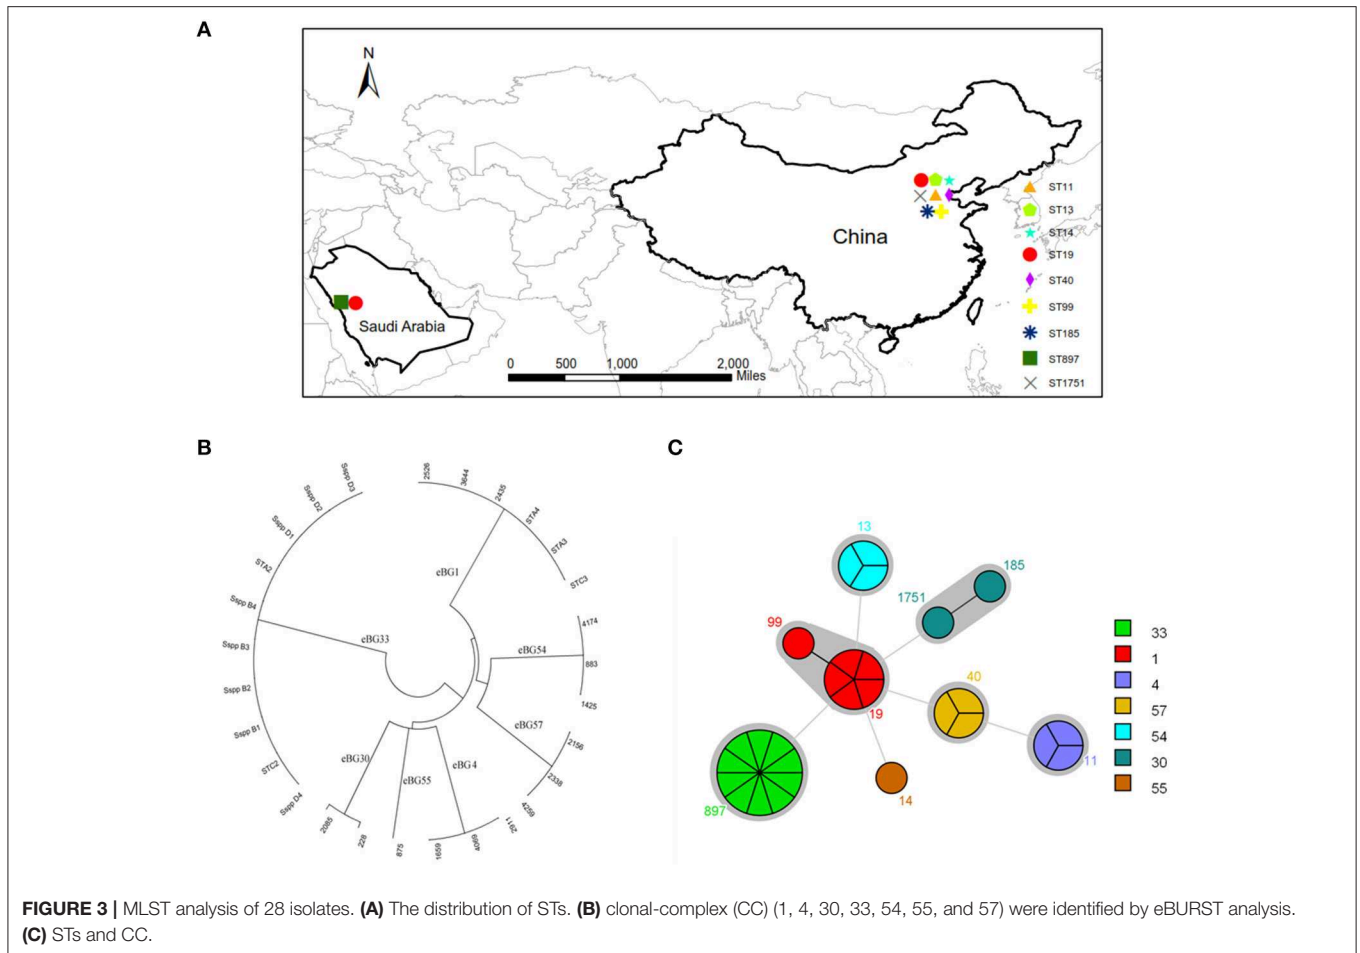 A
N
China
Saudi Arabia
0 500 1,000 2,000
Miles
ST11
ST13
ST14
ST19
ST40
ST99
ST185
ST897
ST1751
B
Sspp D3
Sspp D2
Sspp D1
STA2
Sspp B4
Sspp B3
Sspp B2
Sspp B1
STC2
Sspp D4
2526
3644
2435
STA4
STA3
STC3
4174
883
1425
2156
2338
4259
2911
4069
1659
875
228
2085
eBG1
eBG33
eBG54
eBG57
eBG30
eBG55
eBG4
C
13
185
1751
99
19
40
11
897
14
33
1
4
57
54
30
55
FIGURE 3 | MLST analysis of 28 isolates. (A) The distribution of STs. (B) clonal-complex (CC) (1, 4, 30, 33, 54, 55, and 57) were identified by eBURST analysis.
(C) STs and CC.